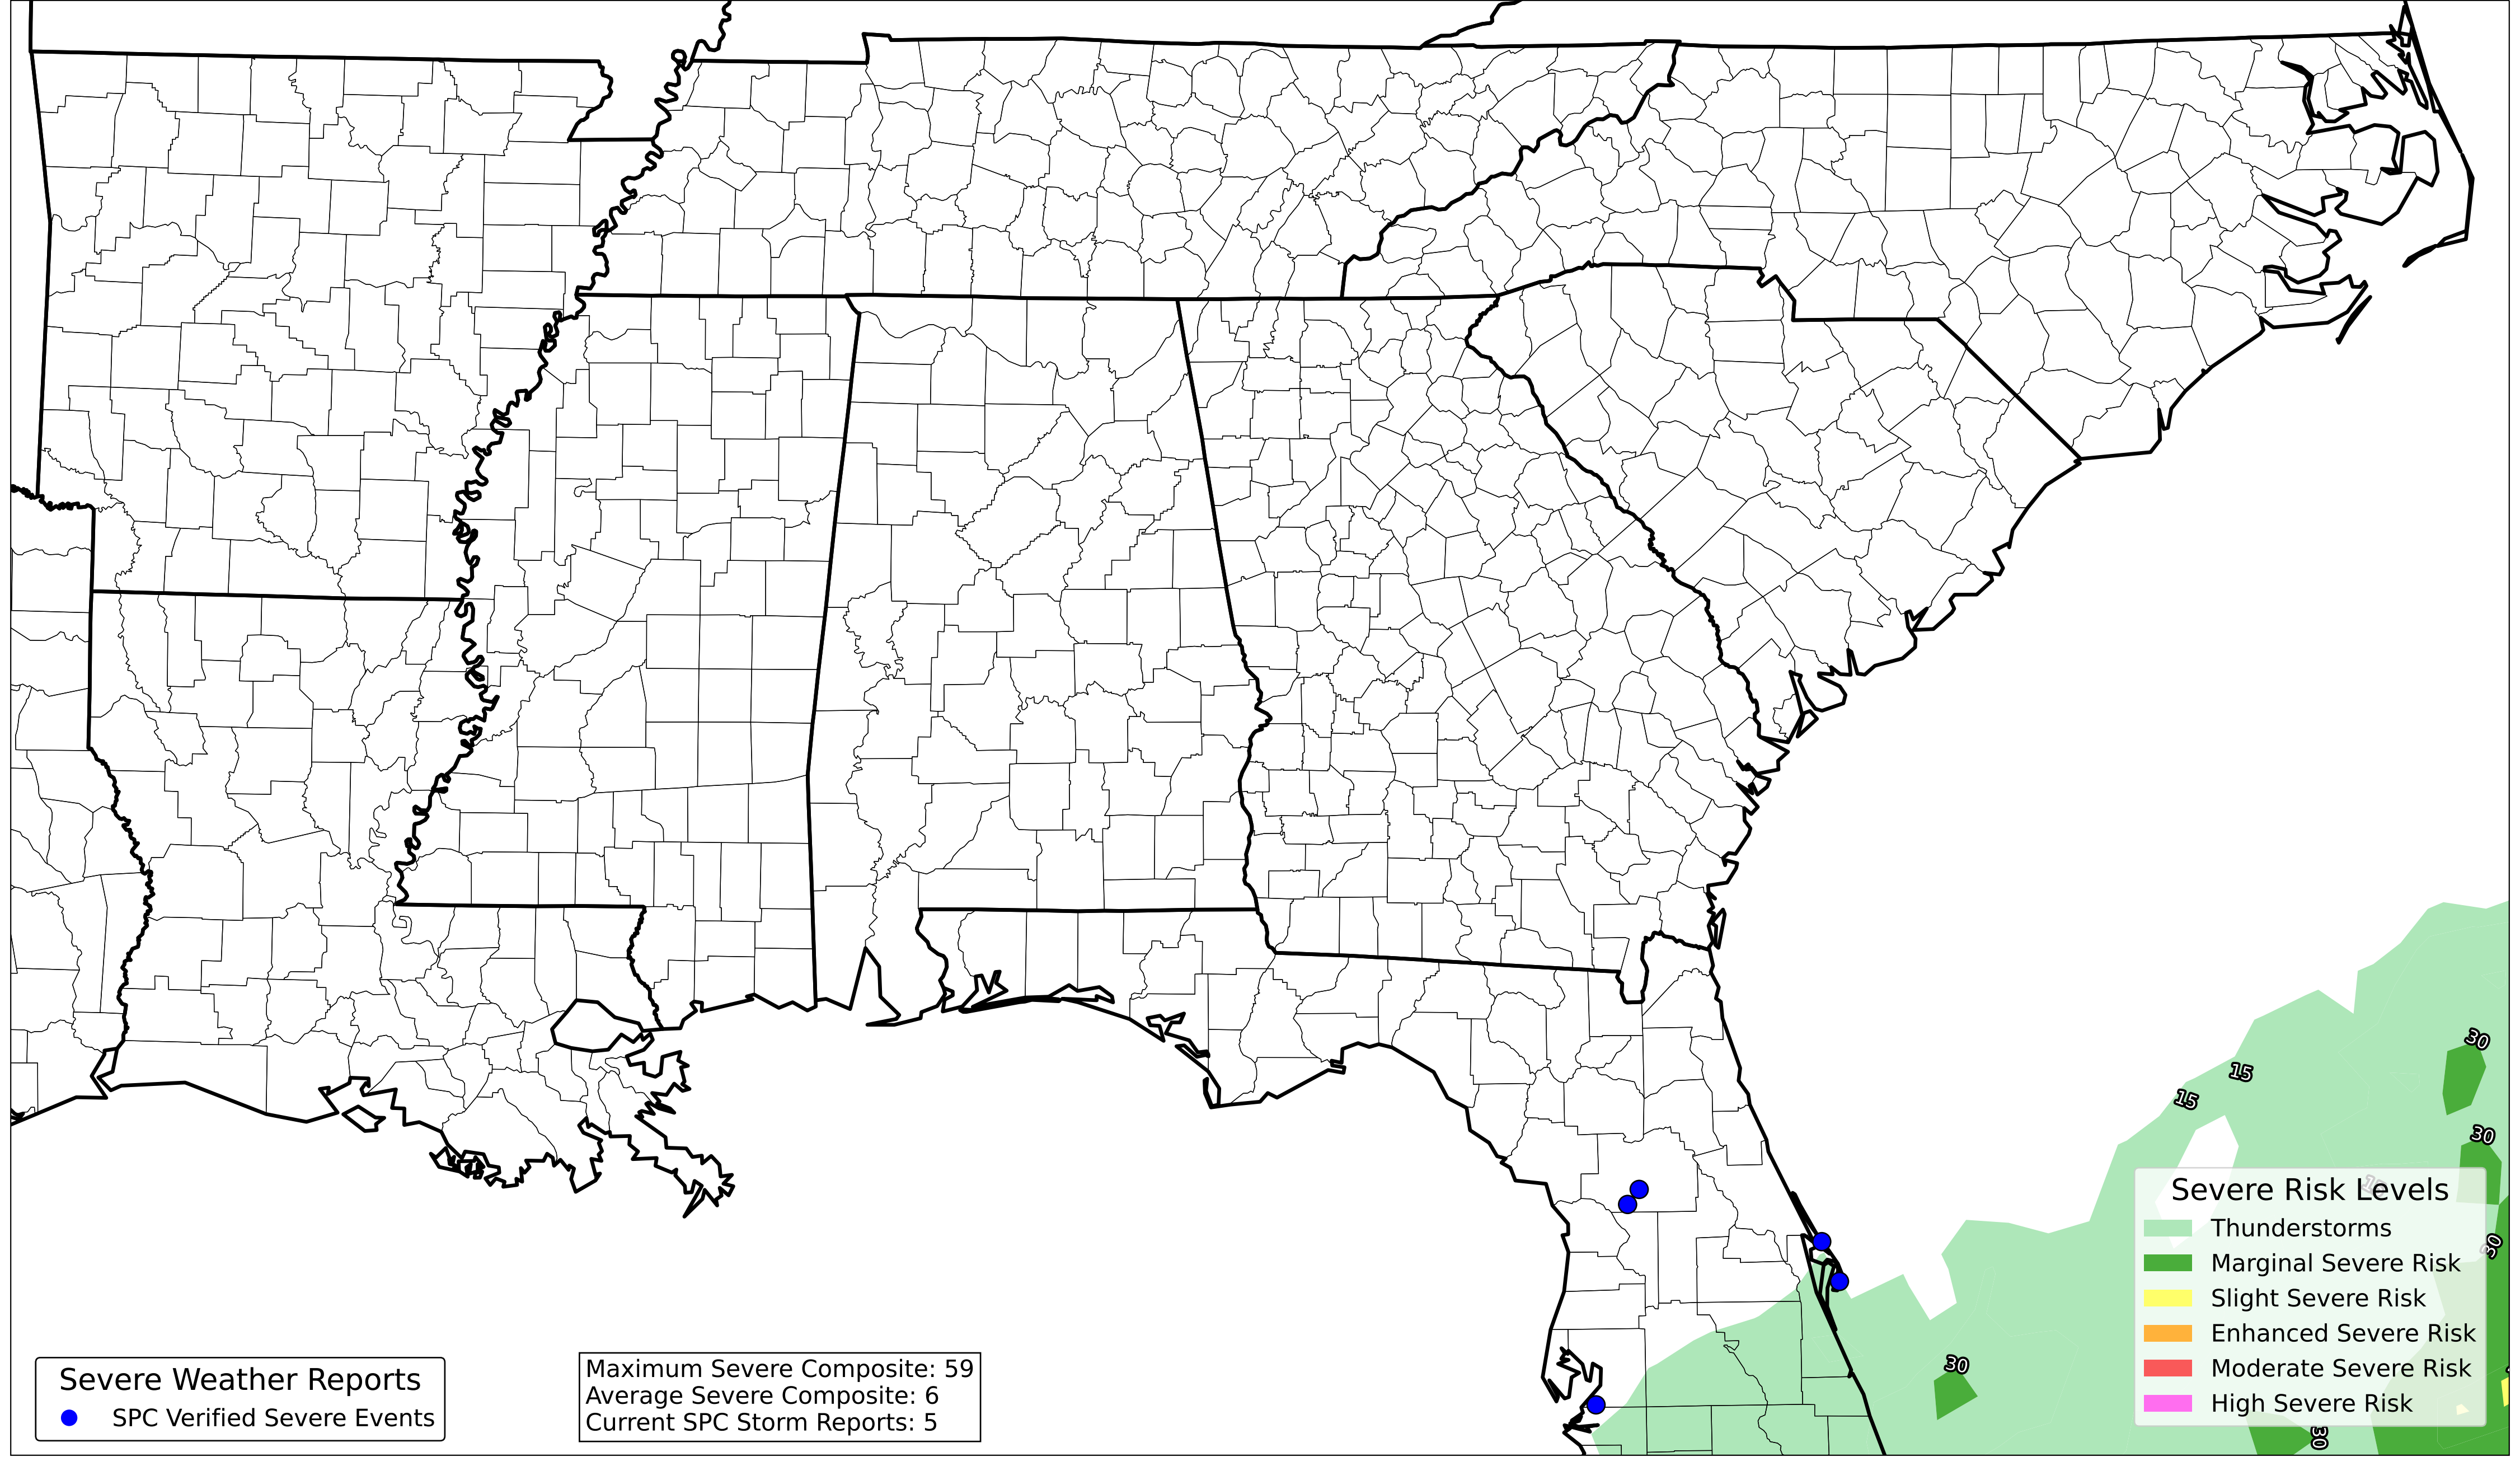 30
15
15
30
30
30
30
Severe Risk Levels
Thunderstorms
Marginal Severe Risk
Slight Severe Risk
Enhanced Severe Risk
Moderate Severe Risk
High Severe Risk
Severe Weather Reports
SPC Verified Severe Events
Maximum Severe Composite: 59
Average Severe Composite: 6
Current SPC Storm Reports: 5